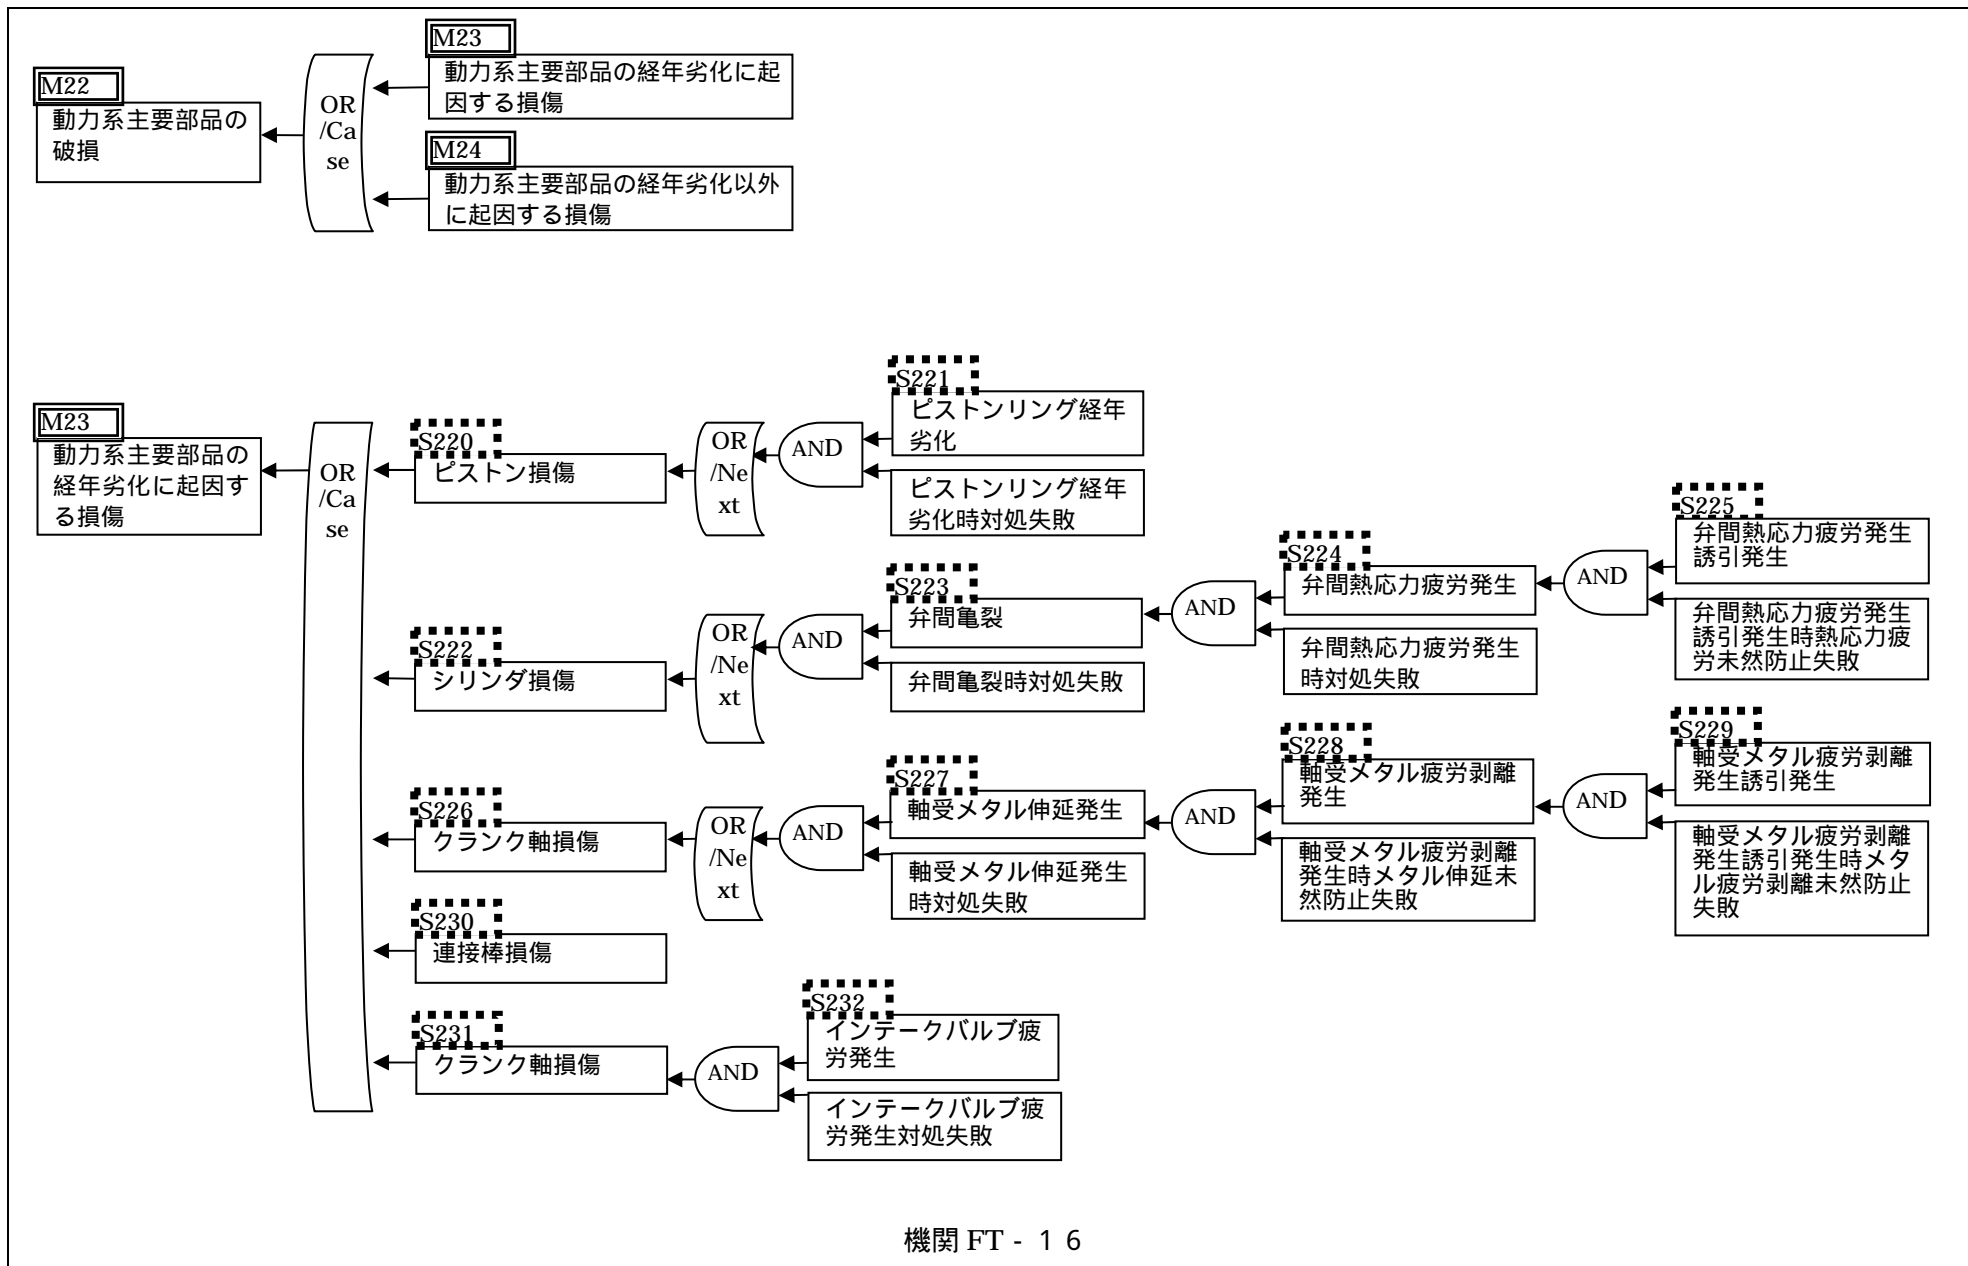 M22
動力系主要部品の
破損
OR
/Ca
se
M23
動力系主要部品の経年劣化に起
因する損傷
M24
動力系主要部品の経年劣化以外
に起因する損傷
M23
動力系主要部品の
経年劣化に起因す
る損傷
OR
/Ca
se
S220
ピストン損傷
OR
/Ne
xt
AND
S221
ピストンリング経年
劣化
ピストンリング経年
劣化時対処失敗
S222
シリンダ損傷
OR
/Ne
xt
AND
S223
弁間亀裂
弁間亀裂時対処失敗
AND
S224
弁間熱応力疲労発生
弁間熱応力疲労発生
時対処失敗
AND
S225
弁間熱応力疲労発生
誘引発生
弁間熱応力疲労発生
誘引発生時熱応力疲
労未然防止失敗
S226
クランク軸損傷
OR
/Ne
xt
AND
S227
軸受メタル伸延発生
軸受メタル伸延発生
時対処失敗
AND
S228
軸受メタル疲労剥離
発生
軸受メタル疲労剥離
発生時メタル伸延未
然防止失敗
AND
S229
軸受メタル疲労剥離
発生誘引発生
軸受メタル疲労剥離
発生誘引発生時メタ
ル疲労剥離未然防止
失敗
S230
連接棒損傷
S231
クランク軸損傷
AND
S232
インテークバルブ疲
労発生
インテークバルブ疲
労発生対処失敗
機関 FT - １６